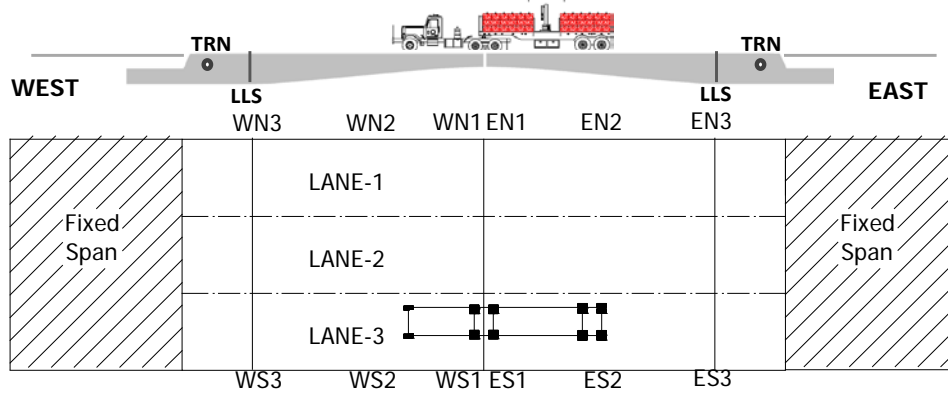 TRN TRN
WEST EAST
LLS LLS
WN3 WN2 WN1 EN1 EN2 EN3
LANE-1
Fixed Span
Fixed Span
LANE-2
LANE-3
WS3 WS2 WS1 ES1 ES2 ES3